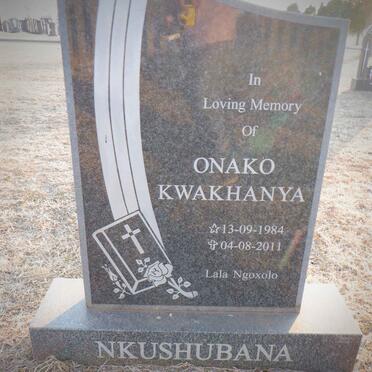 In
Loving Memory
Of
ONAKO
KWAKHANYA
☆13-09-1984
✞04-08-2011
Lala Ngoxolo
NKUSHUBANA